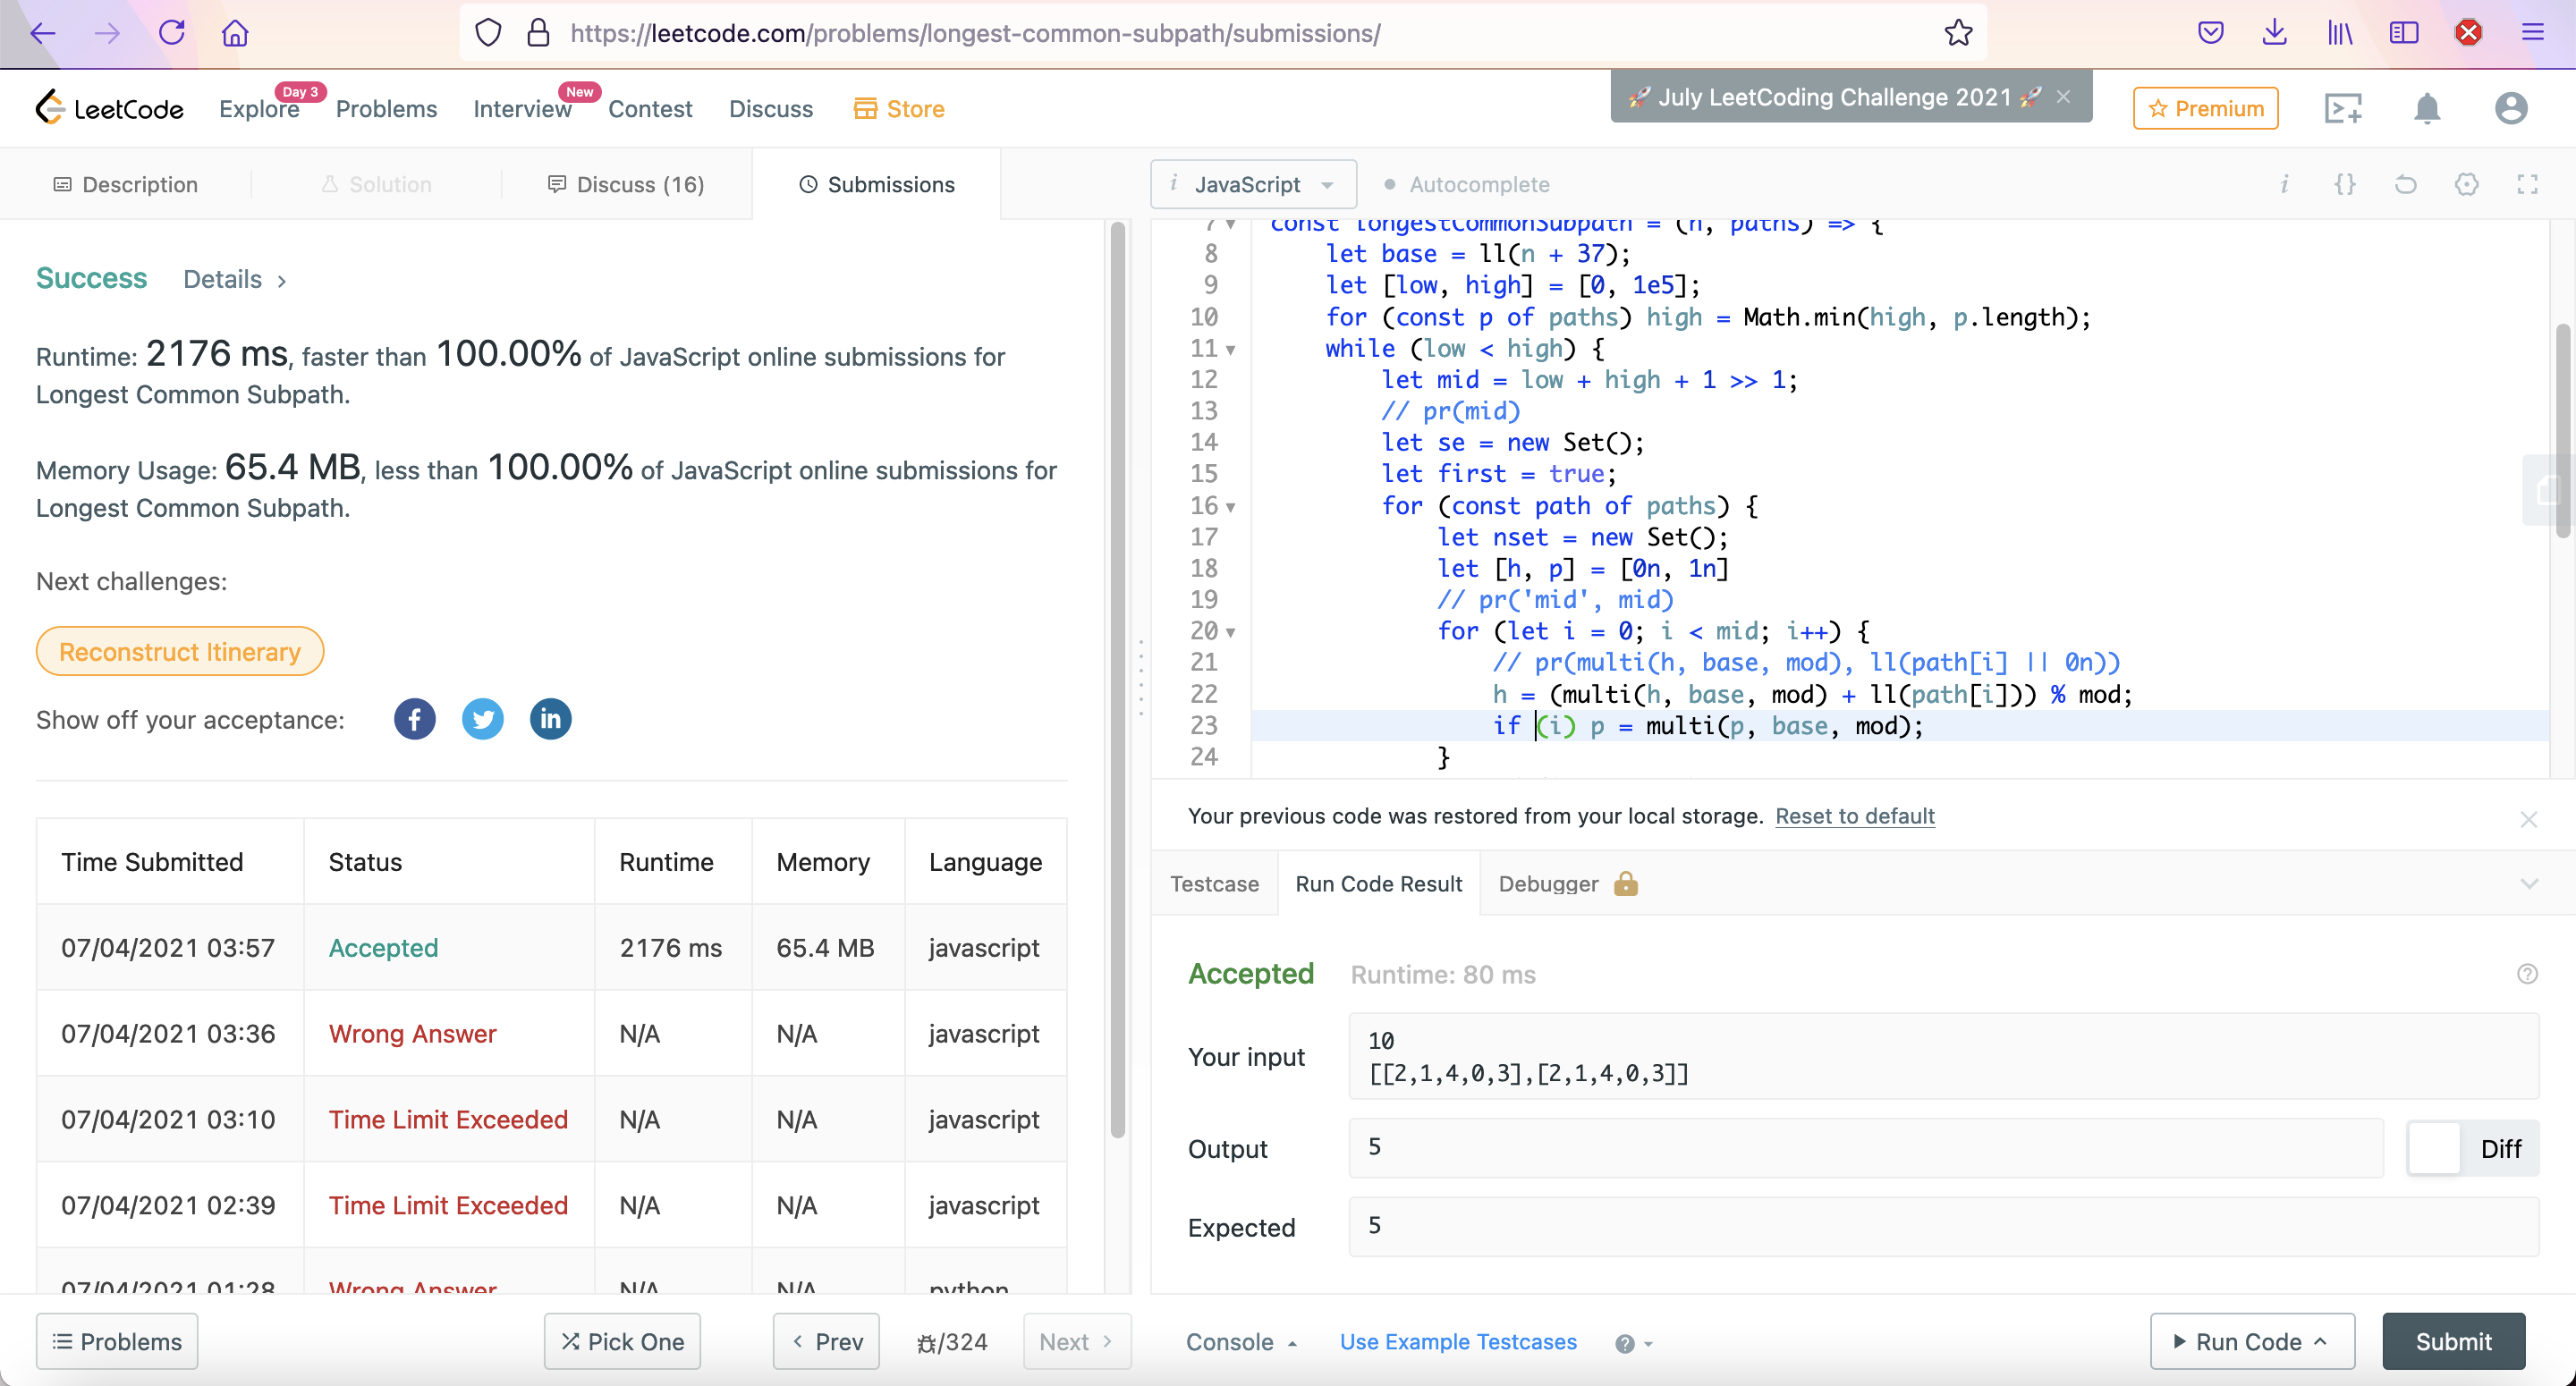 https://leetcode.com/problems/longest-common-subpath/submissions/
LeetCode
Explore
Day 3
Problems
Interview
New
Contest
Discuss
Store
🚀 July LeetCoding Challenge 2021 🚀
Premium
Description
Solution
Discuss (16)
Submissions
Success
Details
Runtime: 2176 ms, faster than 100.00% of JavaScript online submissions for
Longest Common Subpath.
Memory Usage: 65.4 MB, less than 100.00% of JavaScript online submissions for
Longest Common Subpath.
Next challenges:
Reconstruct Itinerary
Show off your acceptance:
Time Submitted Status Runtime Memory Language
07/04/2021 03:57 Accepted 2176 ms 65.4 MB javascript
07/04/2021 03:36 Wrong Answer N/A N/A javascript
07/04/2021 03:10 Time Limit Exceeded N/A N/A javascript
07/04/2021 02:39 Time Limit Exceeded N/A N/A javascript
07/04/2021 01:28 Wrong Answer N/A N/A python
Problems
Pick One
Prev
/324
Next
i JavaScript
Autocomplete
7 const longestCommonSubpath = (n, paths) => {
8 let base = ll(n + 37);
9 let [low, high] = [0, 1e5];
10 for (const p of paths) high = Math.min(high, p.length);
11 while (low < high) {
12 let mid = low + high + 1 >> 1;
13 // pr(mid)
14 let se = new Set();
15 let first = true;
16 for (const path of paths) {
17 let nset = new Set();
18 let [h, p] = [0n, 1n]
19 // pr('mid', mid)
20 for (let i = 0; i < mid; i++) {
21 // pr(multi(h, base, mod), ll(path[i] || 0n))
22 h = (multi(h, base, mod) + ll(path[i])) % mod;
23 if (i) p = multi(p, base, mod);
24 }
Your previous code was restored from your local storage. Reset to default
Testcase
Run Code Result
Debugger
Accepted
Runtime: 80 ms
Your input
10
[[2,1,4,0,3],[2,1,4,0,3]]
Output
5
Diff
Expected
5
Console
Use Example Testcases
Run Code
Submit